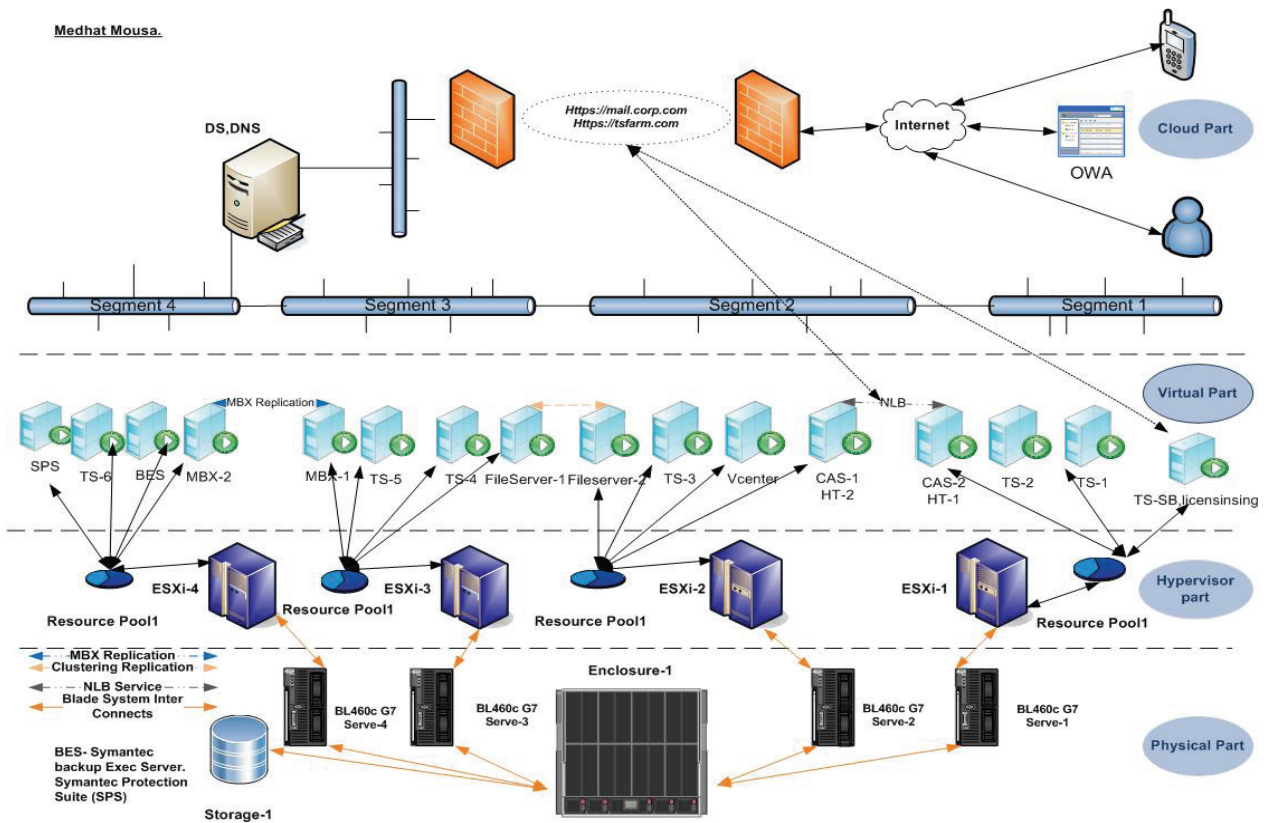 Medhat Mousa.
Https://mail.corp.com
Https://tsfarm.com
DS,DNS
Internet
OWA
Cloud Part
Segment 4
Segment 3
Segment 2
Segment 1
Virtual Part
MBX Replication
NLB
SPS
TS-6
BES
MBX-2
MBX-1
TS-5
TS-4
FileServer-1
Fileserver-2
TS-3
Vcenter
CAS-1
HT-2
CAS-2
HT-1
TS-2
TS-1
TS-SB,licensinsing
ESXi-4
Resource Pool1
ESXi-3
Resource Pool1
ESXi-2
Resource Pool1
ESXi-1
Resource Pool1
Hypervisor
part
MBX Replication
Clustering Replication
NLB Service
Blade System Inter
Connects
BL460c G7
Serve-4
BL460c G7
Serve-3
Enclosure-1
BL460c G7
Serve-2
BL460c G7
Serve-1
Physical Part
BES- Symantec
backup Exec Server.
Symantec Protection
Suite (SPS)
Storage-1